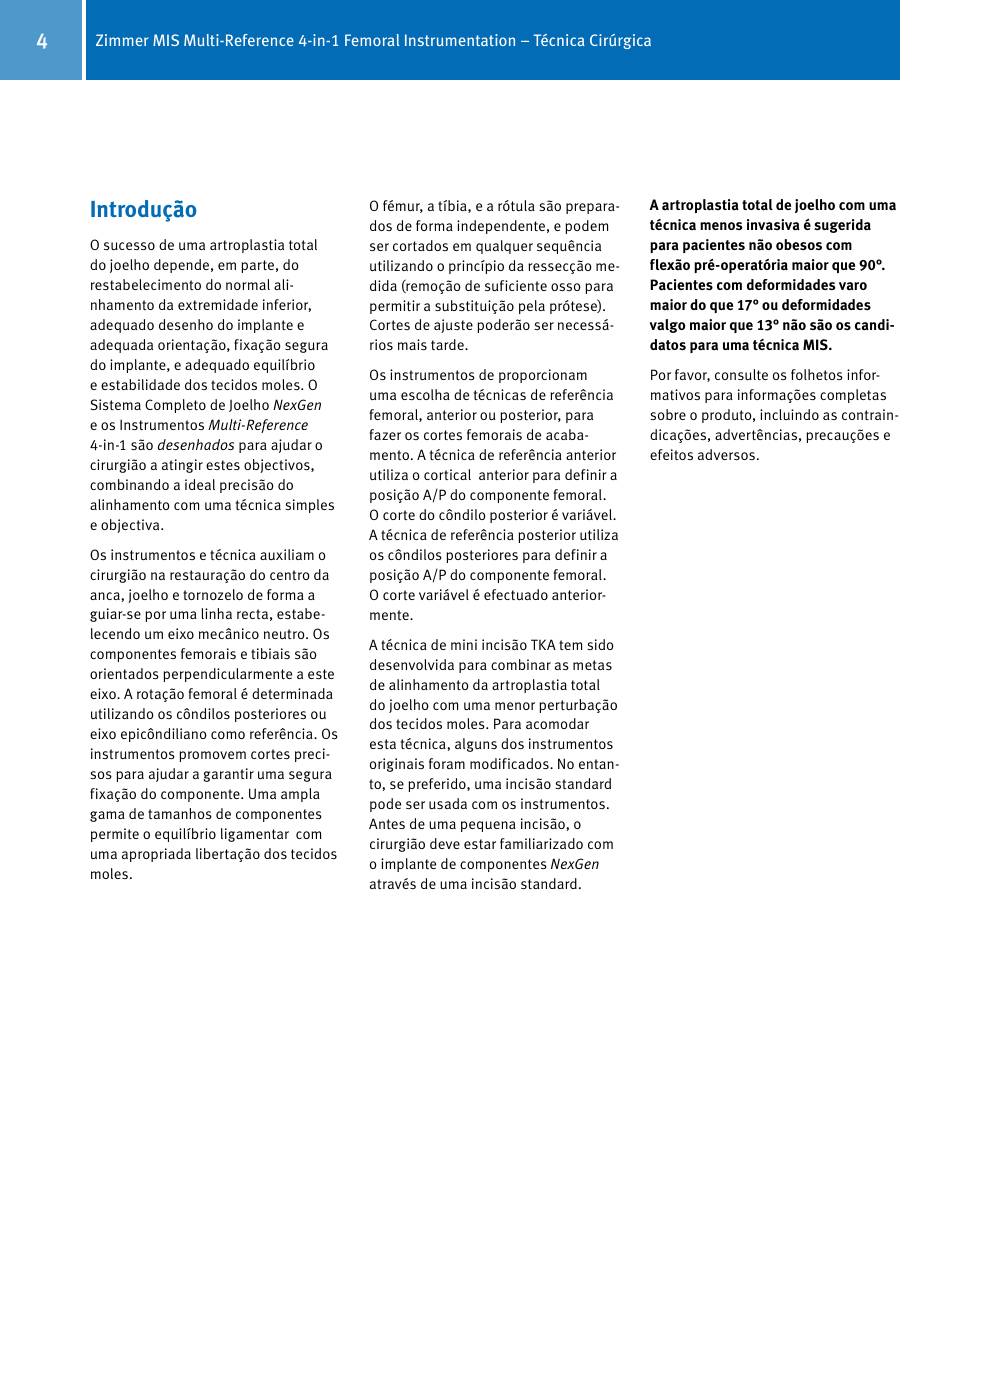 4
Zimmer MIS Multi-Reference 4-in-1 Femoral Instrumentation – Técnica Cirúrgica
Introdução
O sucesso de uma artroplastia total
do joelho depende, em parte, do
restabelecimento do normal ali-
nhamento da extremidade inferior,
adequado desenho do implante e
adequada orientação, fixação segura
do implante, e adequado equilíbrio
e estabilidade dos tecidos moles. O
Sistema Completo de Joelho NexGen
e os Instrumentos Multi-Reference
4-in-1 são desenhados para ajudar o
cirurgião a atingir estes objectivos,
combinando a ideal precisão do
alinhamento com uma técnica simples
e objectiva.
Os instrumentos e técnica auxiliam o
cirurgião na restauração do centro da
anca, joelho e tornozelo de forma a
guiar-se por uma linha recta, estabe-
lecendo um eixo mecânico neutro. Os
componentes femorais e tibiais são
orientados perpendicularmente a este
eixo. A rotação femoral é determinada
utilizando os côndilos posteriores ou
eixo epicôndiliano como referência. Os
instrumentos promovem cortes preci-
sos para ajudar a garantir uma segura
fixação do componente. Uma ampla
gama de tamanhos de componentes
permite o equilíbrio ligamentar  com
uma apropriada libertação dos tecidos
moles.
O fémur, a tíbia, e a rótula são prepara-
dos de forma independente, e podem
ser cortados em qualquer sequência
utilizando o princípio da ressecção me-
dida (remoção de suficiente osso para
permitir a substituição pela prótese).
Cortes de ajuste poderão ser necessá-
rios mais tarde.
Os instrumentos de proporcionam
uma escolha de técnicas de referência
femoral, anterior ou posterior, para
fazer os cortes femorais de acaba-
mento. A técnica de referência anterior
utiliza o cortical  anterior para definir a
posição A/P do componente femoral.
O corte do côndilo posterior é variável.
A técnica de referência posterior utiliza
os côndilos posteriores para definir a
posição A/P do componente femoral.
O corte variável é efectuado anterior-
mente.
A técnica de mini incisão TKA tem sido
desenvolvida para combinar as metas
de alinhamento da artroplastia total
do joelho com uma menor perturbação
dos tecidos moles. Para acomodar
esta técnica, alguns dos instrumentos
originais foram modificados. No entan-
to, se preferido, uma incisão standard
pode ser usada com os instrumentos.
Antes de uma pequena incisão, o
cirurgião deve estar familiarizado com
o implante de componentes NexGen
através de uma incisão standard.
A artroplastia total de joelho com uma
técnica menos invasiva é sugerida
para pacientes não obesos com
flexão pré-operatória maior que 90°.
Pacientes com deformidades varo
maior do que 17° ou deformidades
valgo maior que 13° não são os candi-
datos para uma técnica MIS.
Por favor, consulte os folhetos infor-
mativos para informações completas
sobre o produto, incluindo as contrain-
dicações, advertências, precauções e
efeitos adversos.